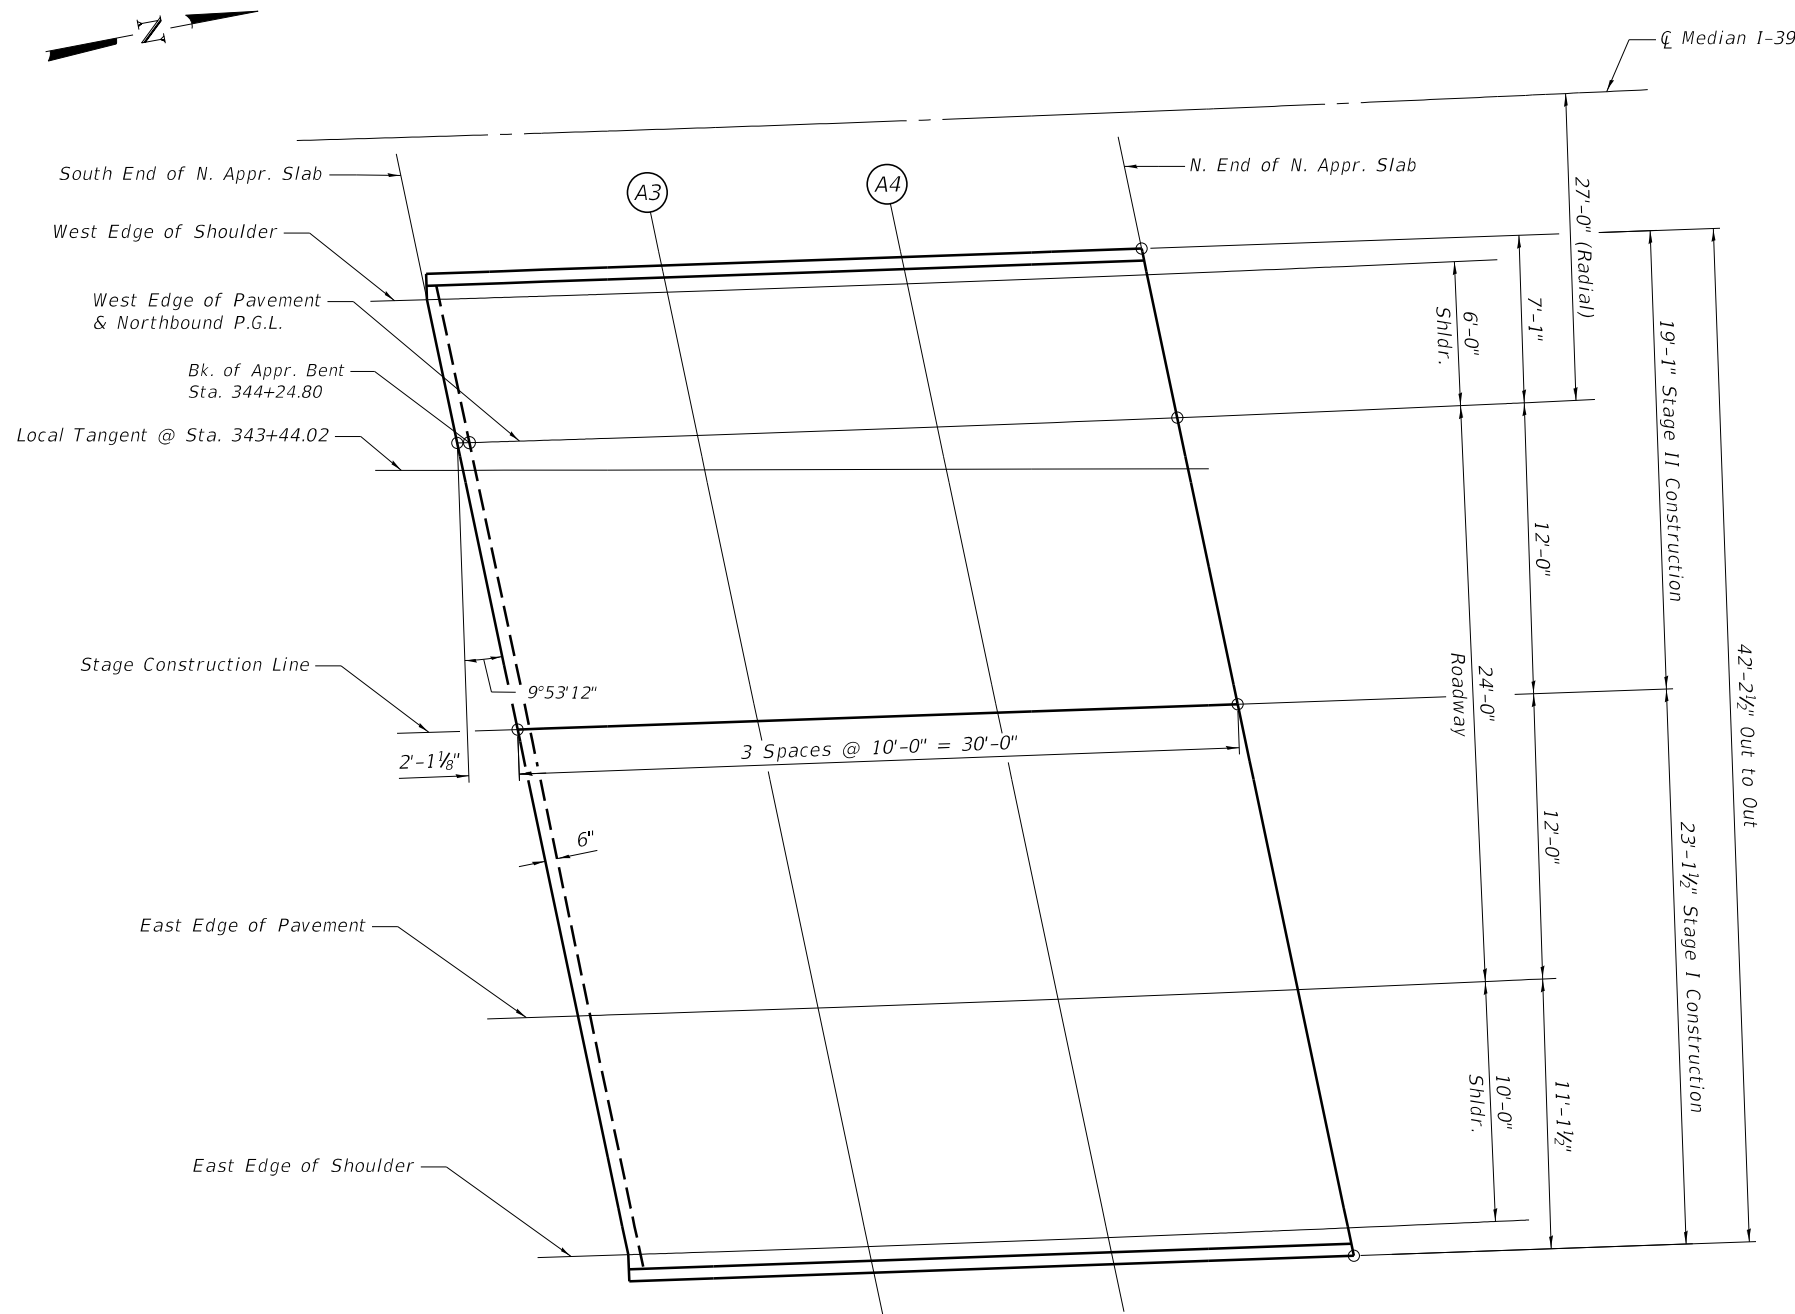 N
℄ Median I-39
South End of N. Appr. Slab
A3
A4
N. End of N. Appr. Slab
West Edge of Shoulder
27'-0" (Radial)
West Edge of Pavement
& Northbound P.G.L.
6'-0"
Shldr.
7'-1"
19'-1" Stage II Construction
Bk. of Appr. Bent
Sta. 344+24.80
Local Tangent @ Sta. 343+44.02
12'-0"
Stage Construction Line
9°53'12"
24'-0"
Roadway
42'-2½" Out to Out
2'-1⅛"
3 Spaces @ 10'-0" = 30'-0"
6"
12'-0"
23'-1½" Stage I Construction
East Edge of Pavement
10'-0"
Shldr.
11'-1½"
East Edge of Shoulder